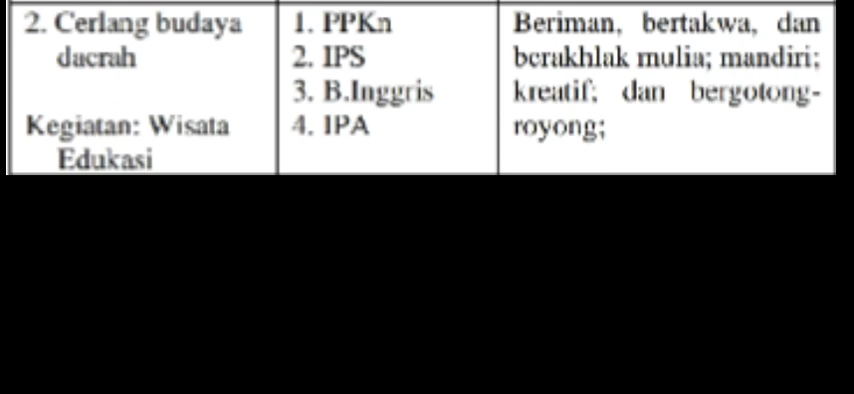 2. Cerlang budaya
daerah
Kegiatan: Wisata
Edukasi
1. PPKn
2. IPS
3. B.Inggris
4. IPA
Beriman, bertakwa, dan
berakhlak mulia; mandiri;
kreatif; dan bergotong-
royong;